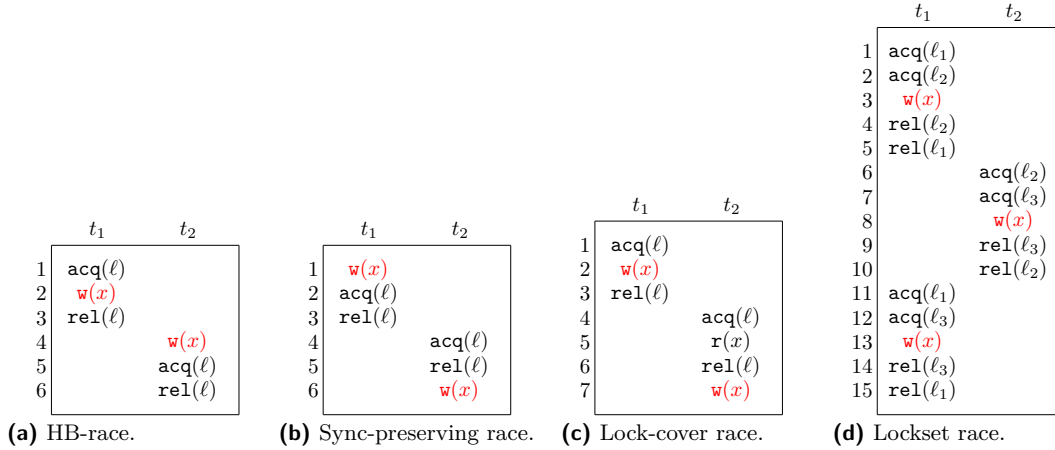 t₁ t₂
1 acq(ℓ)
2 w(x)
3 rel(ℓ)
4 w(x)
5 acq(ℓ)
6 rel(ℓ)
(a) HB-race.
t₁ t₂
1 w(x)
2 acq(ℓ)
3 rel(ℓ)
4 acq(ℓ)
5 rel(ℓ)
6 w(x)
(b) Sync-preserving race.
t₁ t₂
1 acq(ℓ)
2 w(x)
3 rel(ℓ)
4 acq(ℓ)
5 r(x)
6 rel(ℓ)
7 w(x)
(c) Lock-cover race.
t₁ t₂
1 acq(ℓ₁)
2 acq(ℓ₂)
3 w(x)
4 rel(ℓ₂)
5 rel(ℓ₁)
6 acq(ℓ₂)
7 acq(ℓ₃)
8 w(x)
9 rel(ℓ₃)
10 rel(ℓ₂)
11 acq(ℓ₁)
12 acq(ℓ₃)
13 w(x)
14 rel(ℓ₃)
15 rel(ℓ₁)
(d) Lockset race.